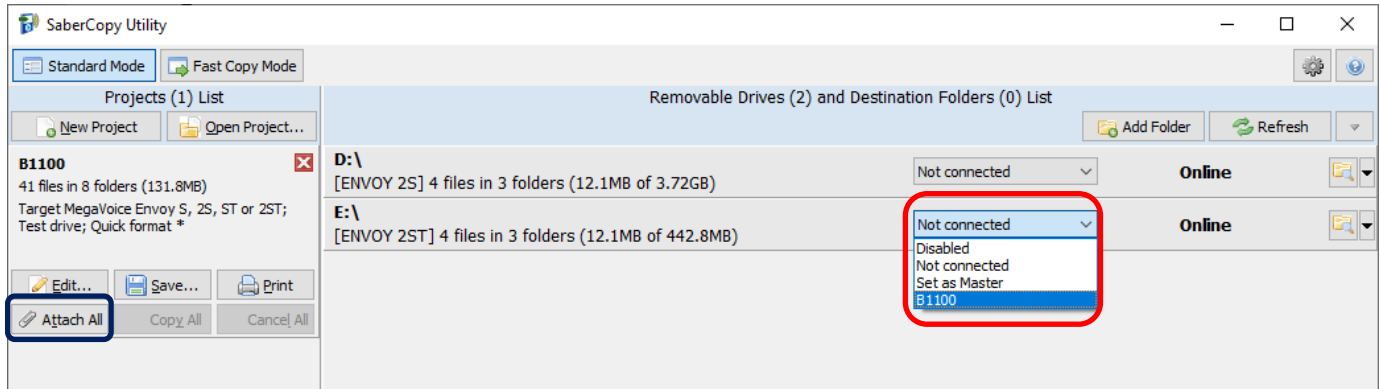 SaberCopy Utility
Standard Mode
Fast Copy Mode
Projects (1) List
New Project
Open Project...
B1100
41 files in 8 folders (131.8MB)
Target MegaVoice Envoy S, 2S, ST or 2ST;
Test drive; Quick format *
Edit...
Save...
Print
Attach All
Copy All
Cancel All
Removable Drives (2) and Destination Folders (0) List
Add Folder
Refresh
D:\
[ENVOY 2S] 4 files in 3 folders (12.1MB of 3.72GB)
Not connected
Online
E:\
[ENVOY 2ST] 4 files in 3 folders (12.1MB of 442.8MB)
Not connected
Online
Disabled
Not connected
Set as Master
B1100